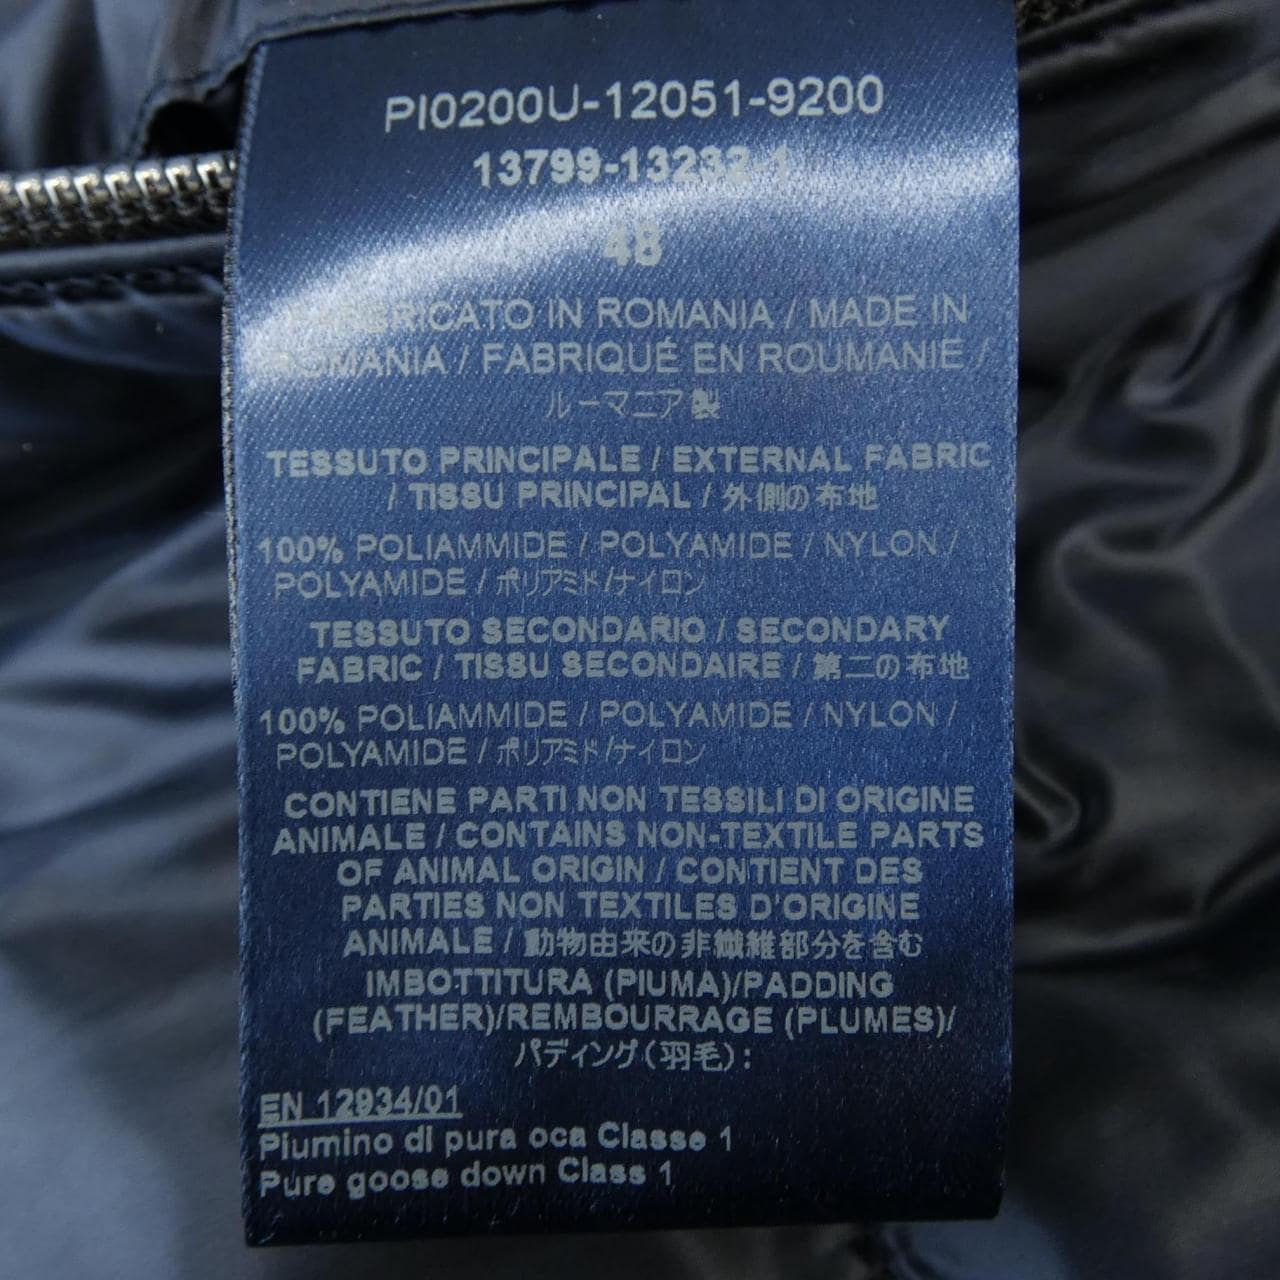 PI0200U-12051-9200
13799-13232-1
48
FABBRICATO IN ROMANIA / MADE IN
ROMANIA / FABRIQUÉ EN ROUMANIE /
ルーマニア製
TESSUTO PRINCIPALE / EXTERNAL FABRIC
/ TISSU PRINCIPAL / 外側の布地
100% POLIAMMIDE / POLYAMIDE / NYLON /
POLYAMIDE / ポリアミド/ナイロン
TESSUTO SECONDARIO / SECONDARY
FABRIC / TISSU SECONDAIRE / 第二の布地
100% POLIAMMIDE / POLYAMIDE / NYLON /
POLYAMIDE / ポリアミド/ナイロン
CONTIENE PARTI NON TESSILI DI ORIGINE
ANIMALE / CONTAINS NON-TEXTILE PARTS
OF ANIMAL ORIGIN / CONTIENT DES
PARTIES NON TEXTILES D'ORIGINE
ANIMALE / 動物由来の非繊維部分を含む
IMBOTTITURA (PIUMA)/PADDING
(FEATHER)/REMBOURRAGE (PLUMES)/
パディング(羽毛):
EN 12934/01
Piumino di pura oca Classe 1
Pure goose down Class 1